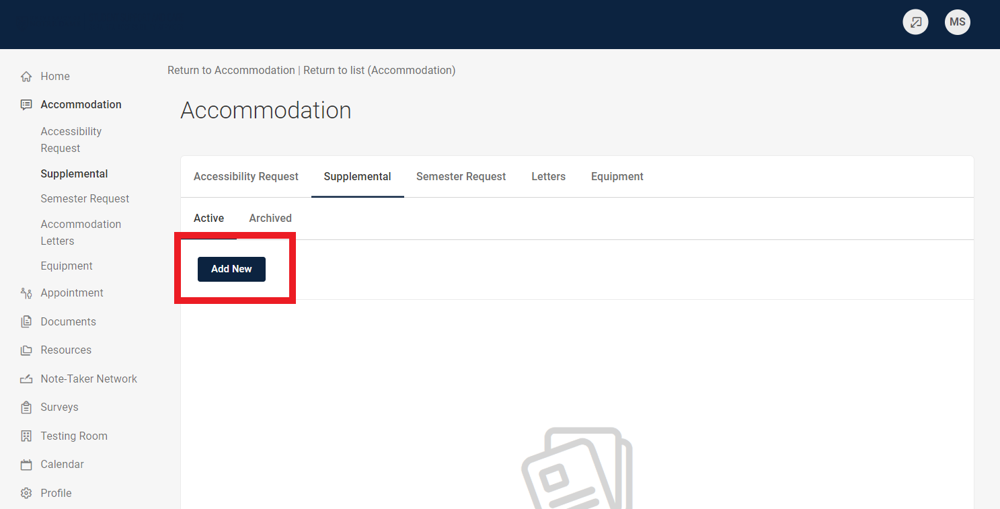 MS
Home
Accommodation
Accessibility
Request
Supplemental
Semester Request
Accommodation
Letters
Equipment
Appointment
Documents
Resources
Note-Taker Network
Surveys
Testing Room
Calendar
Profile
Return to Accommodation | Return to list (Accommodation)
Accommodation
Accessibility Request Supplemental Semester Request Letters Equipment
Active Archived
Add New